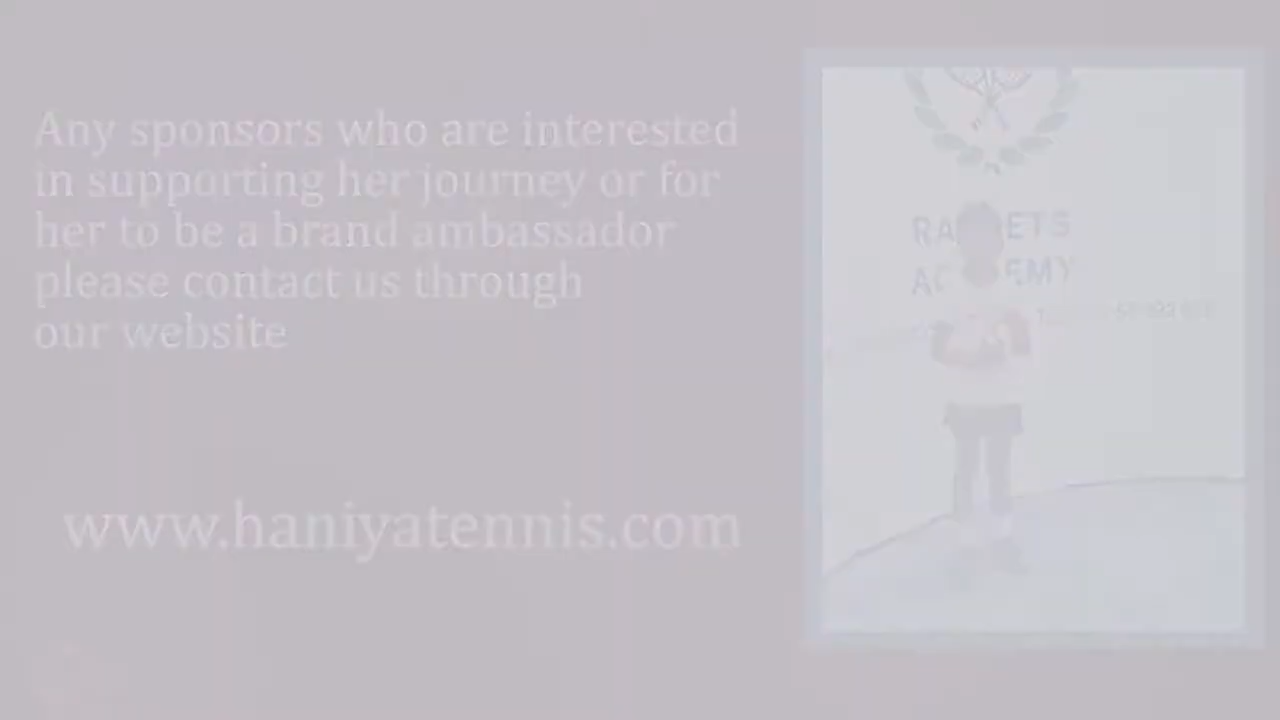 Any sponsors who are interested
in supporting her journey or for
her to be a brand ambassador
please contact us through
our website
www.haniyatennis.com